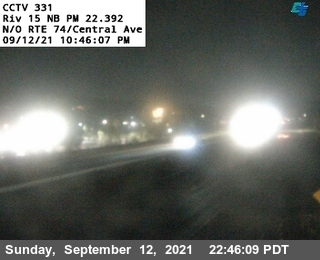 CCTV 331
Riv 15 NB PM 22.392
N/O RTE 74/Central Ave
09/12/21 10:46:07 PM
Sunday, September 12, 2021 22:46:09 PDT